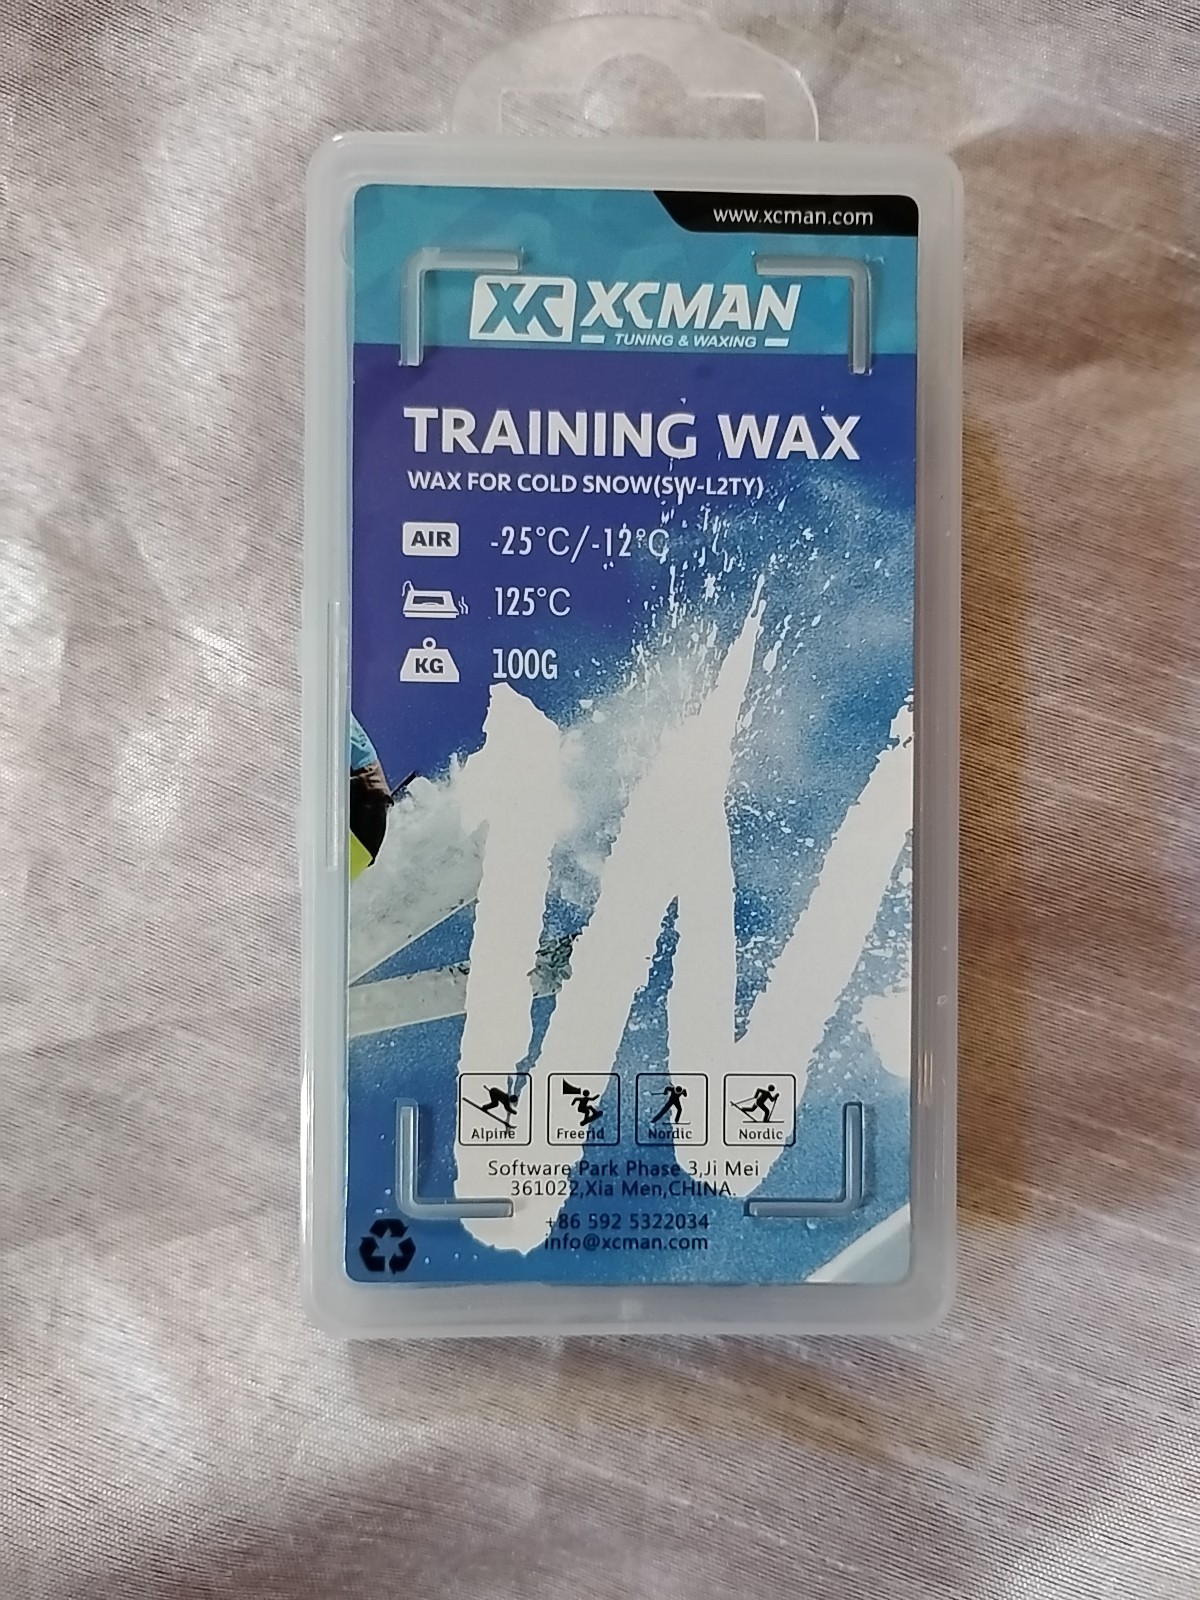 www.xcman.com
XCMAN
TUNING & WAXING
TRAINING WAX
WAX FOR COLD SNOW(SW-L2TY)
AIR -25°C/-12°C
125°C
KG 100G
Alpine Freerid Nordic Nordic
Software Park Phase 3,Ji Mei
361022,Xia Men,CHINA.
+86 592 5322034
info@xcman.com